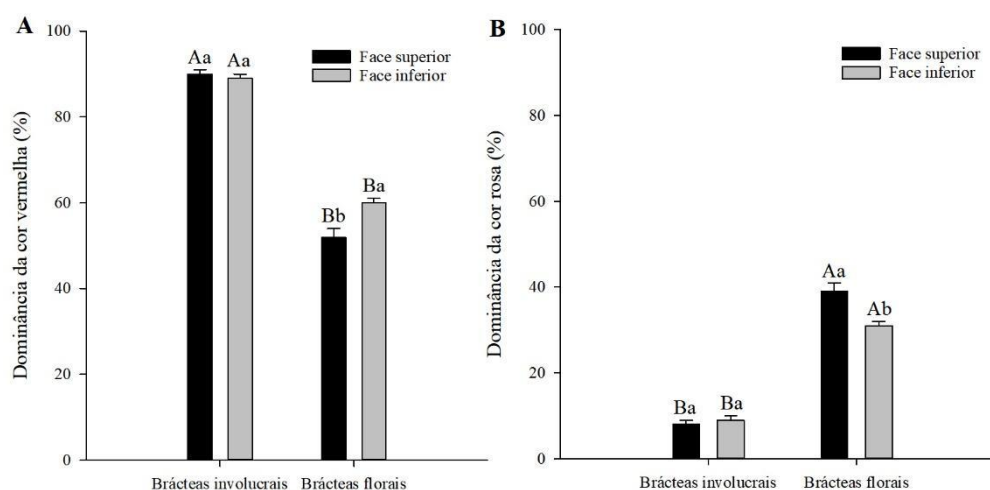 A
Dominância da cor vermelha (%)
100
80
60
40
20
0
Face superior
Face inferior
Aa
Aa
Bb
Ba
Brácteas involucrais
Brácteas florais
B
Dominância da cor rosa (%)
100
80
60
40
20
0
Face superior
Face inferior
Ba
Ba
Aa
Ab
Brácteas involucrais
Brácteas florais